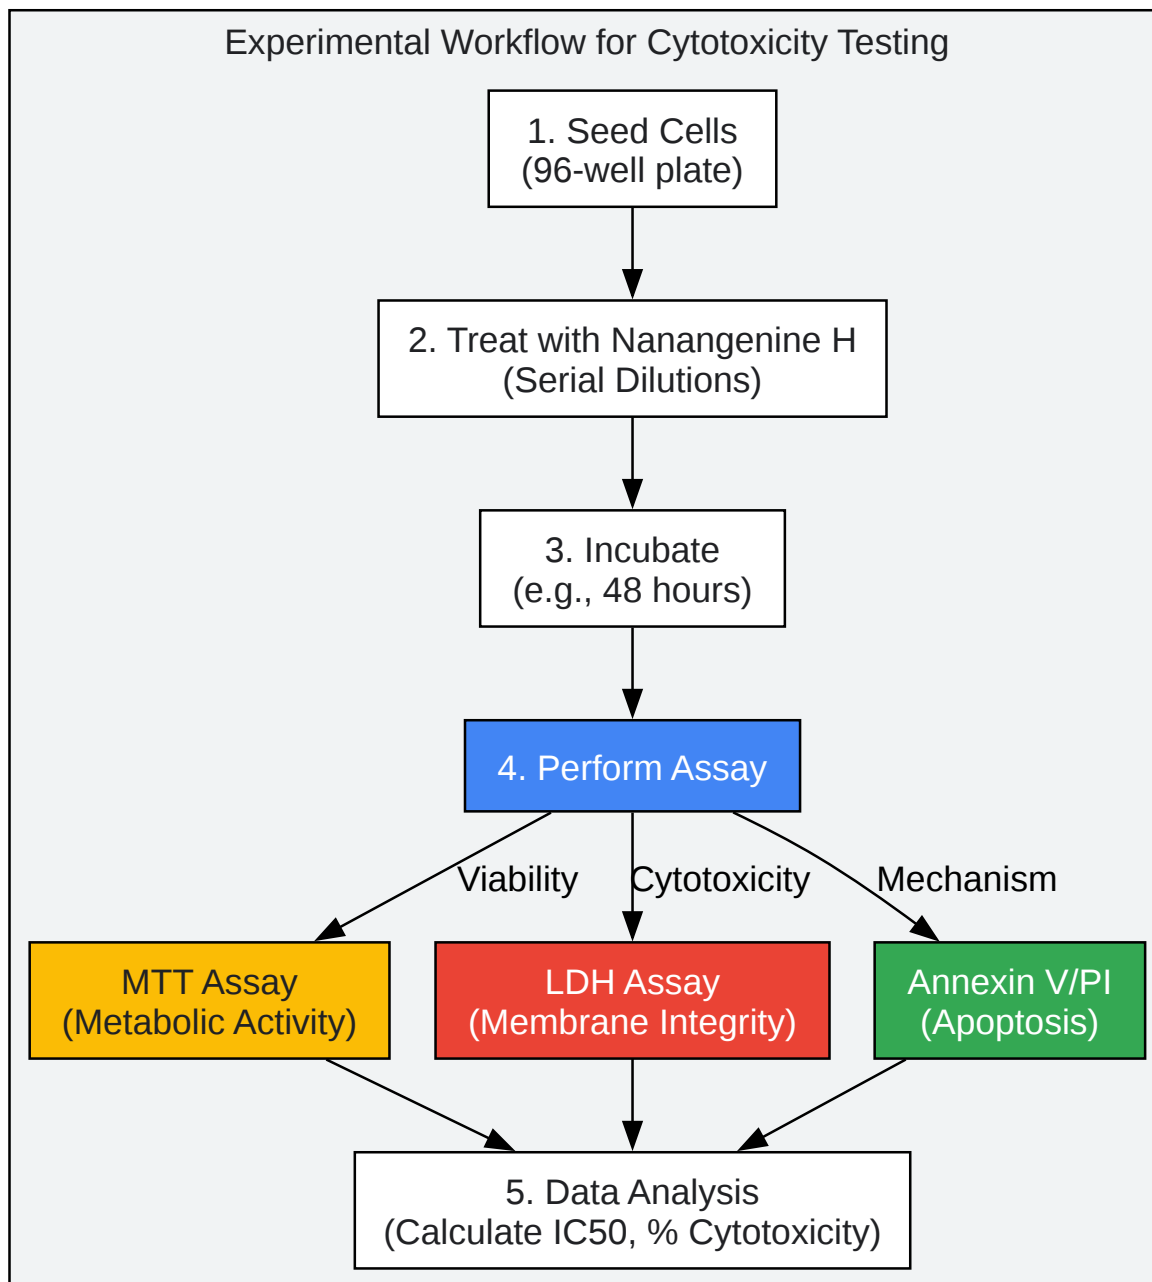 Experimental Workflow for Cytotoxicity Testing
1. Seed Cells
(96-well plate)
2. Treat with Nanangenine H
(Serial Dilutions)
3. Incubate
(e.g., 48 hours)
4. Perform Assay
Viability
Cytotoxicity
Mechanism
MTT Assay
(Metabolic Activity)
LDH Assay
(Membrane Integrity)
Annexin V/PI
(Apoptosis)
5. Data Analysis
(Calculate IC50, % Cytotoxicity)